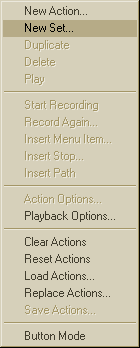 New Action...
New Set...
Duplicate
Delete
Play
Start Recording
Record Again...
Insert Menu Item...
Insert Stop...
Insert Path
Action Options...
Playback Options...
Clear Actions
Reset Actions
Load Actions...
Replace Actions...
Save Actions...
Button Mode